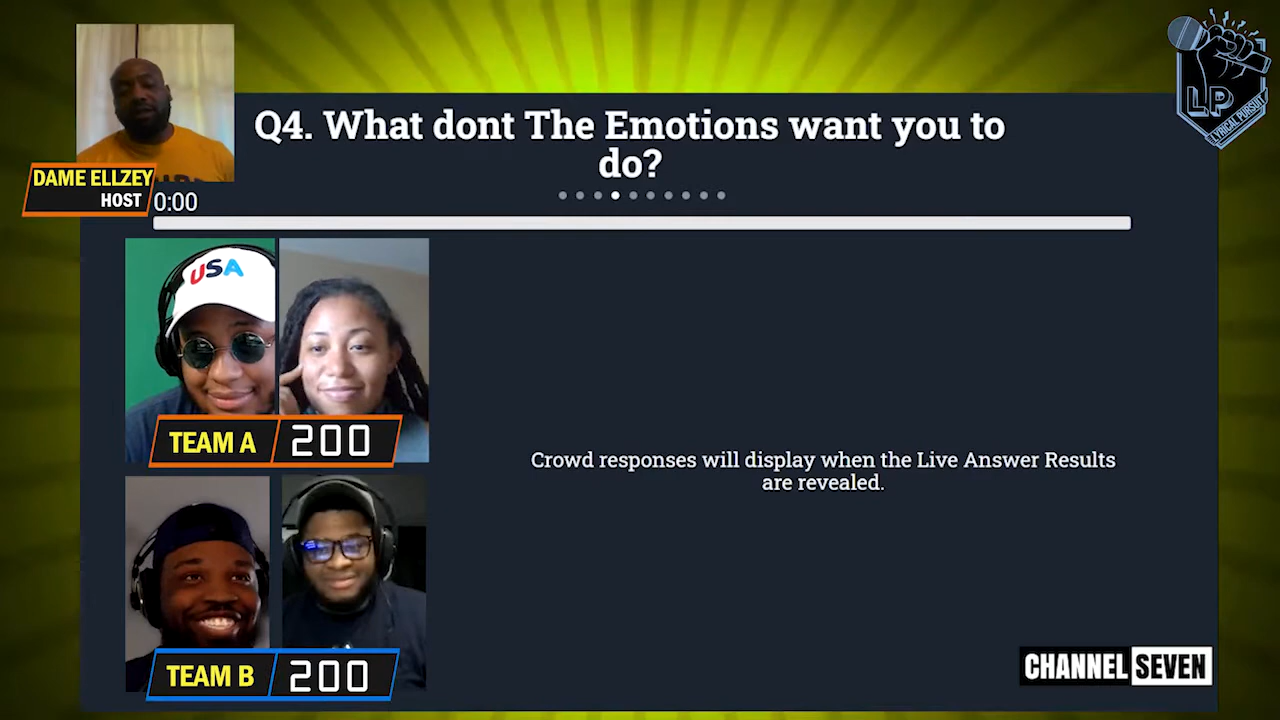 Q4. What dont The Emotions want you to
do?
DAME ELLZEY
HOST
0:00
LP
LYRICAL PURSUIT
USA
TEAM A 200
Crowd responses will display when the Live Answer Results
are revealed.
TEAM B 200
CHANNEL SEVEN